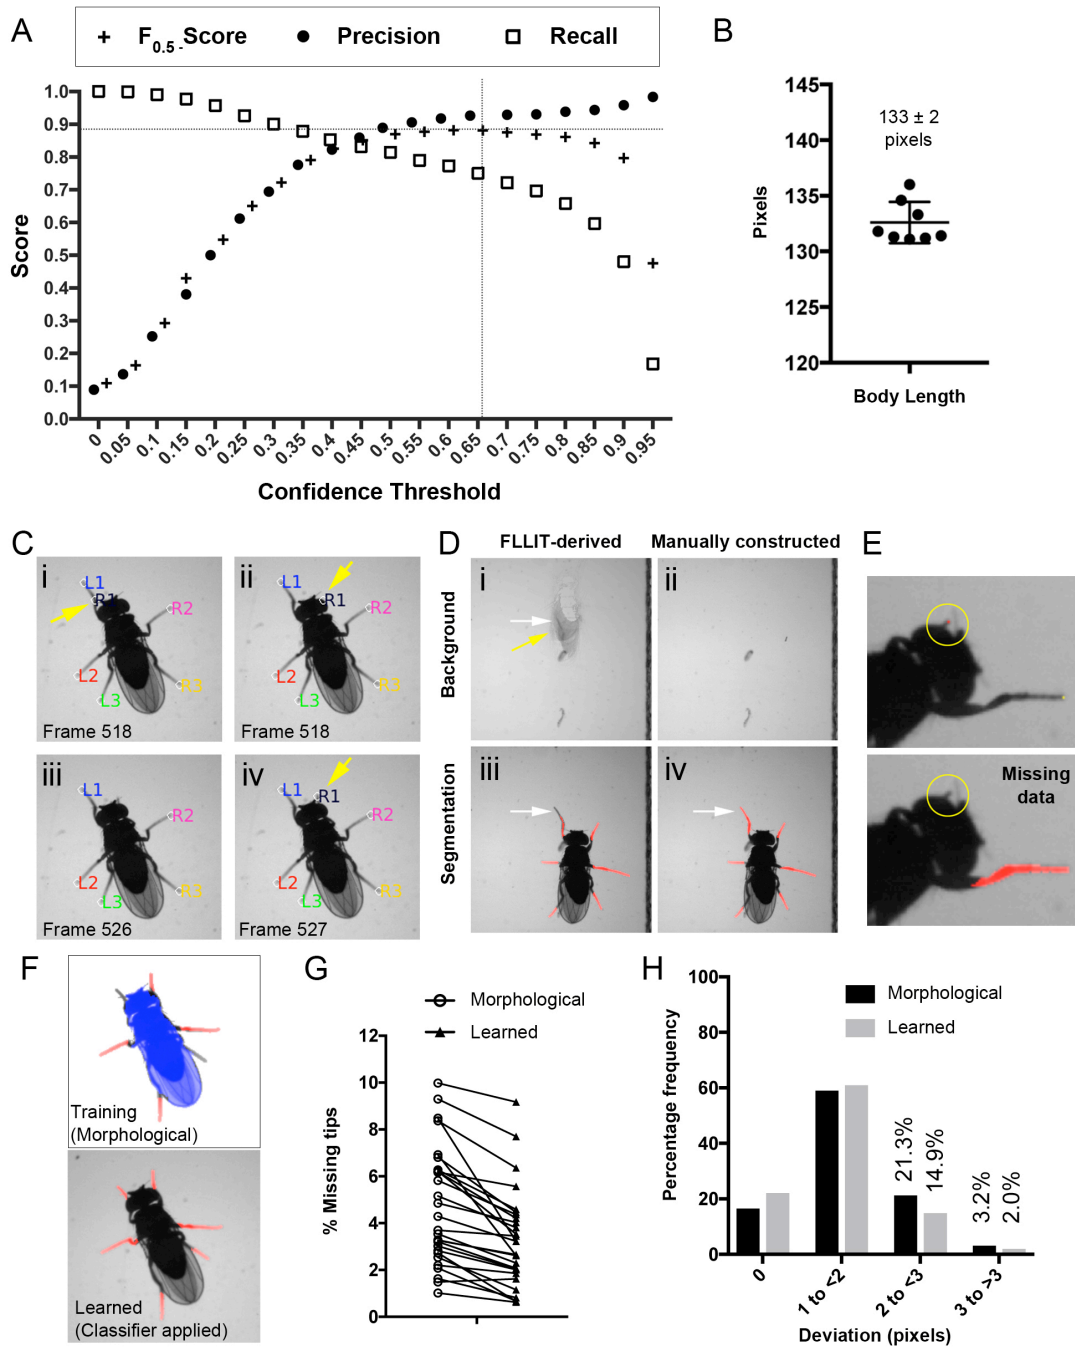 A
F0.5 -Score
Precision
Recall
1.0
0.9
0.8
0.7
0.6
0.5
0.4
0.3
0.2
0.1
0.0
Score
0
0.05
0.1
0.15
0.2
0.25
0.3
0.35
0.4
0.45
0.5
0.55
0.6
0.65
0.7
0.75
0.8
0.85
0.9
0.95
Confidence Threshold
B
145
140
135
130
125
120
Pixels
133 ± 2
pixels
Body Length
C
i
L1
R1
R2
L2
L3
R3
Frame 518
ii
L1
R1
R2
L2
L3
R3
Frame 518
iii
L1
R2
L2
L3
R3
Frame 526
iv
L1
R1
R2
L2
L3
R3
Frame 527
D
FLLIT-derived
Manually constructed
Background
i
ii
Segmentation
iii
iv
E
Missing
data
F
Training
(Morphological)
Learned
(Classifier applied)
G
Morphological
Learned
12
10
8
6
4
2
0
% Missing tips
H
100
80
60
40
20
0
Percentage frequency
Morphological
Learned
21.3%
14.9%
3.2%
2.0%
0
1 to <2
2 to <3
3 to >3
Deviation (pixels)